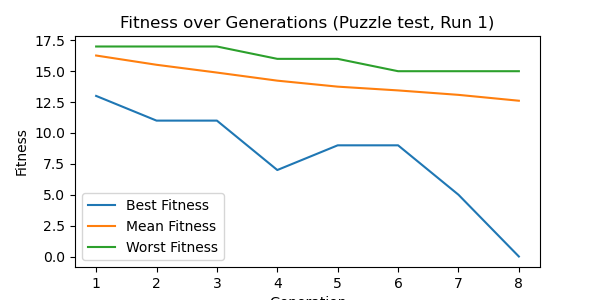 Fitness over Generations (Puzzle test, Run 1)
17.5
15.0
12.5
10.0
7.5
5.0
2.5
0.0
Fitness
Best Fitness
Mean Fitness
Worst Fitness
1 2 3 4 5 6 7 8
Generation